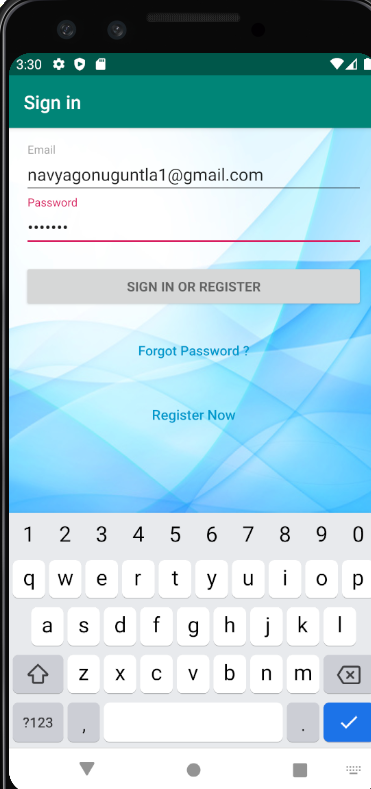 3:30
Sign in
Email
navyagonuguntla1@gmail.com
Password
•••••••
SIGN IN OR REGISTER
Forgot Password ?
Register Now
1 2 3 4 5 6 7 8 9 0
q w e r t y u i o p
a s d f g h j k l
z x c v b n m
?123 , .